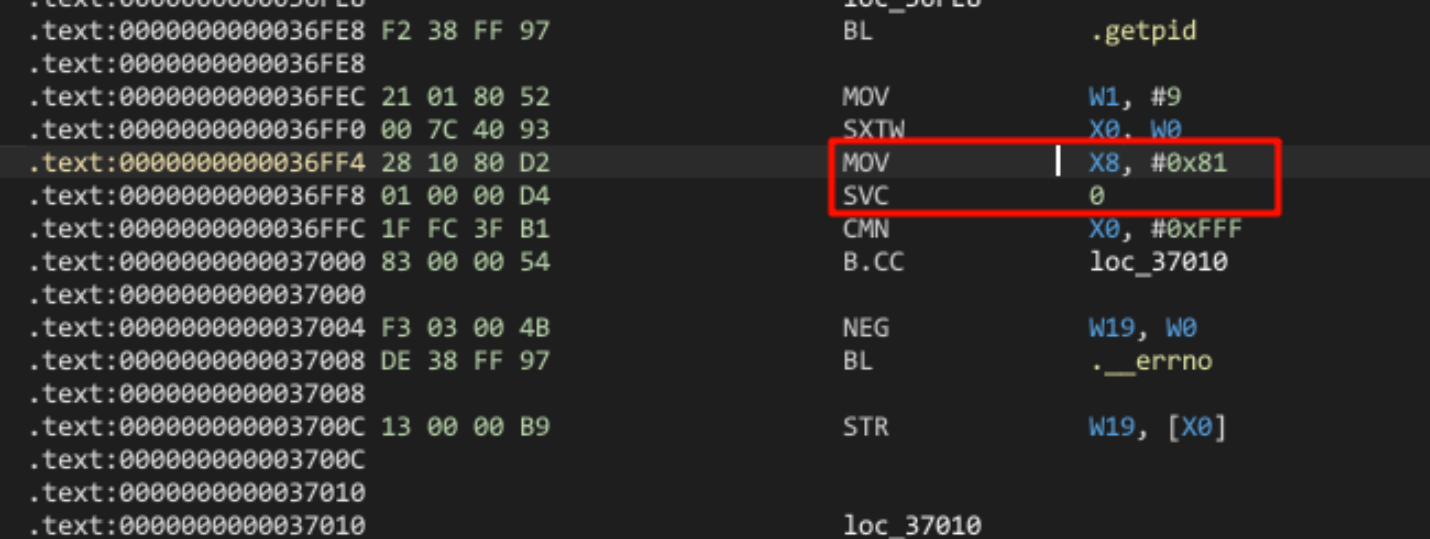 .text:0000000000036FE8 loc_36FE8
.text:0000000000036FE8 F2 38 FF 97 BL .getpid
.text:0000000000036FE8
.text:0000000000036FEC 21 01 80 52 MOV W1, #9
.text:0000000000036FF0 00 7C 40 93 SXTW X0, W0
.text:0000000000036FF4 28 10 80 D2 MOV X8, #0x81
.text:0000000000036FF8 01 00 00 D4 SVC 0
.text:0000000000036FFC 1F FC 3F B1 CMN X0, #0xFFF
.text:0000000000037000 83 00 00 54 B.CC loc_37010
.text:0000000000037000
.text:0000000000037004 F3 03 00 4B NEG W19, W0
.text:0000000000037008 DE 38 FF 97 BL .__errno
.text:0000000000037008
.text:000000000003700C 13 00 00 B9 STR W19, [X0]
.text:000000000003700C
.text:0000000000037010
.text:0000000000037010 loc_37010